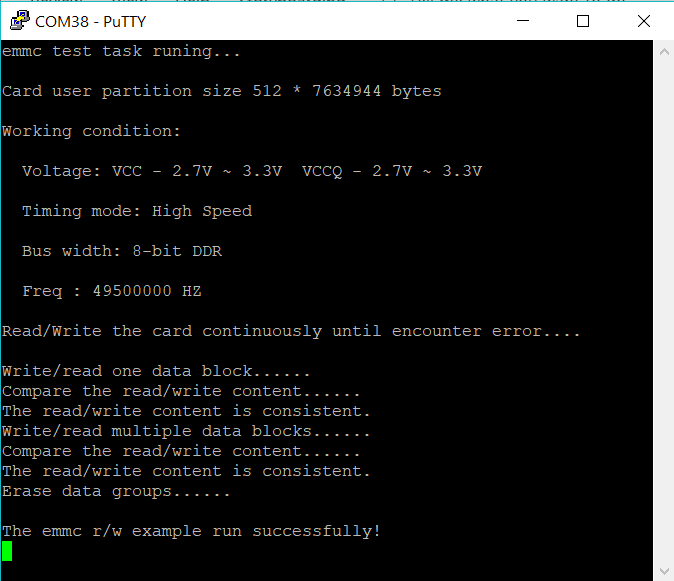 COM38 - PuTTY
emmc test task runing...
Card user partition size 512 * 7634944 bytes
Working condition:
Voltage: VCC - 2.7V ~ 3.3V  VCCQ - 2.7V ~ 3.3V
Timing mode: High Speed
Bus width: 8-bit DDR
Freq : 49500000 HZ
Read/Write the card continuously until encounter error....
Write/read one data block......
Compare the read/write content......
The read/write content is consistent.
Write/read multiple data blocks......
Compare the read/write content......
The read/write content is consistent.
Erase data groups......
The emmc r/w example run successfully!